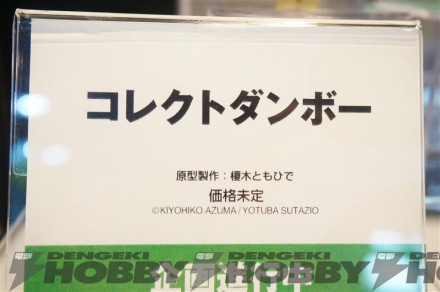 コレクトダンボー
原型製作：榎木ともひで
価格未定
©KIYOHIKO AZUMA / YOTUBA SUTAZIO
DENGEKI DENGEKI
HOBBY HOBBY